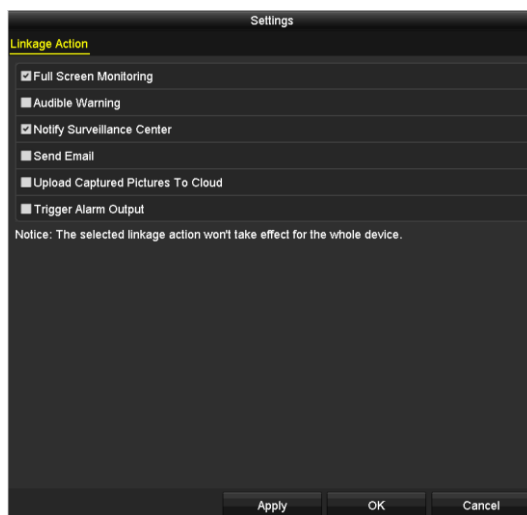 Settings
Linkage Action
Full Screen Monitoring
Audible Warning
Notify Surveillance Center
Send Email
Upload Captured Pictures To Cloud
Trigger Alarm Output
Notice: The selected linkage action won't take effect for the whole device.
Apply OK Cancel